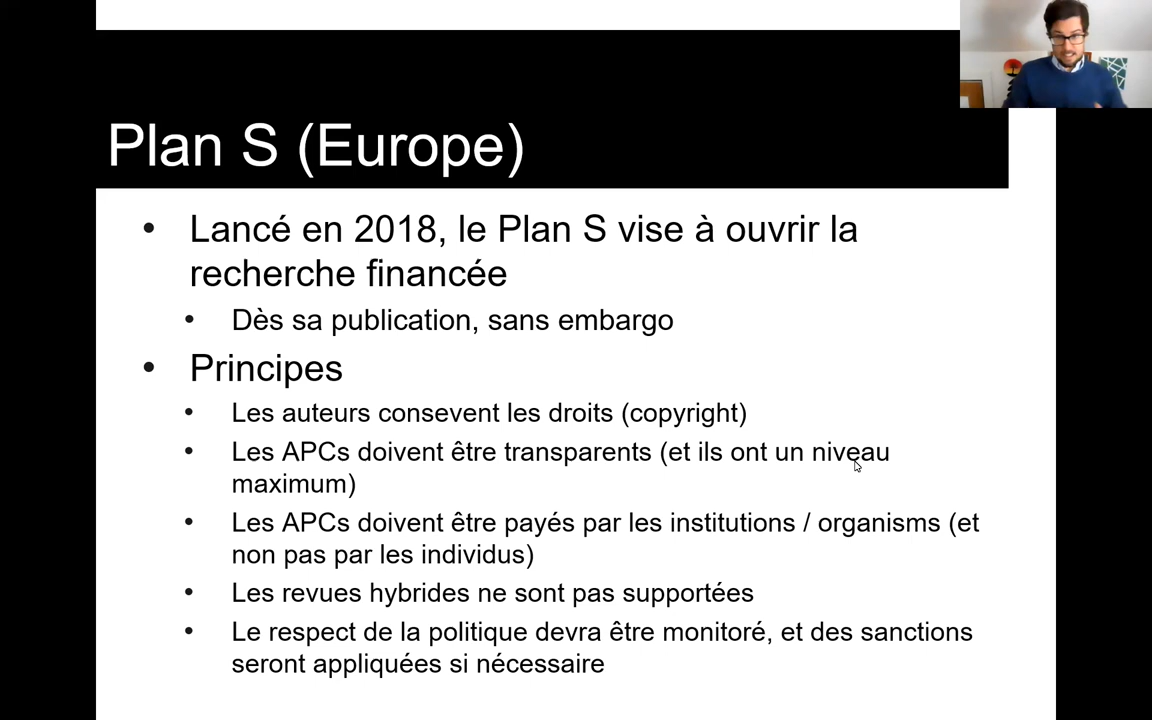 Plan S (Europe)
• Lancé en 2018, le Plan S vise à ouvrir la
recherche financée
• Dès sa publication, sans embargo
• Principes
• Les auteurs consevent les droits (copyright)
• Les APCs doivent être transparents (et ils ont un niveau
maximum)
• Les APCs doivent être payés par les institutions / organisms (et
non pas par les individus)
• Les revues hybrides ne sont pas supportées
• Le respect de la politique devra être monitoré, et des sanctions
seront appliquées si nécessaire